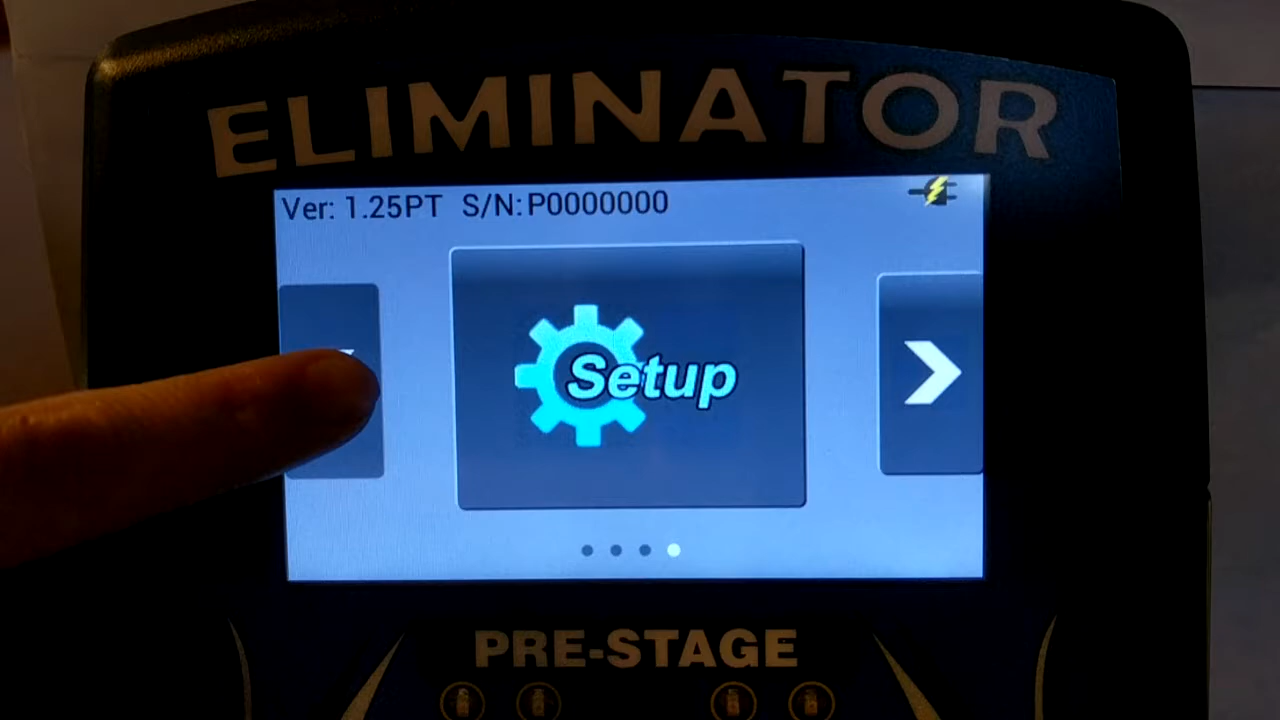 ELIMINATOR
Ver: 1.25PT S/N: P0000000
Setup
PRE-STAGE